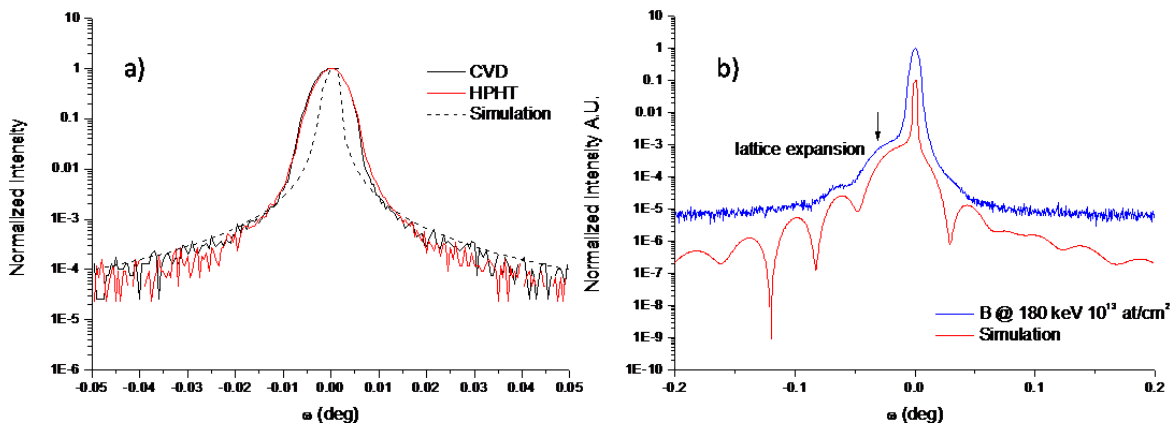 10
1
0.1
0.01
1E-3
1E-4
1E-5
1E-6
Normalized Intensity
a)
CVD
HPHT
Simulation
-0.05
-0.04
-0.03
-0.02
-0.01
0.00
0.01
0.02
0.03
0.04
0.05
ω (deg)
10
1
0.1
0.01
1E-3
1E-4
1E-5
1E-6
1E-7
1E-8
1E-9
1E-10
Normalized Intensity A.U.
b)
lattice expansion
B @ 180 keV 10¹³ at/cm²
Simulation
-0.2
-0.1
0.0
0.1
0.2
ω (deg)